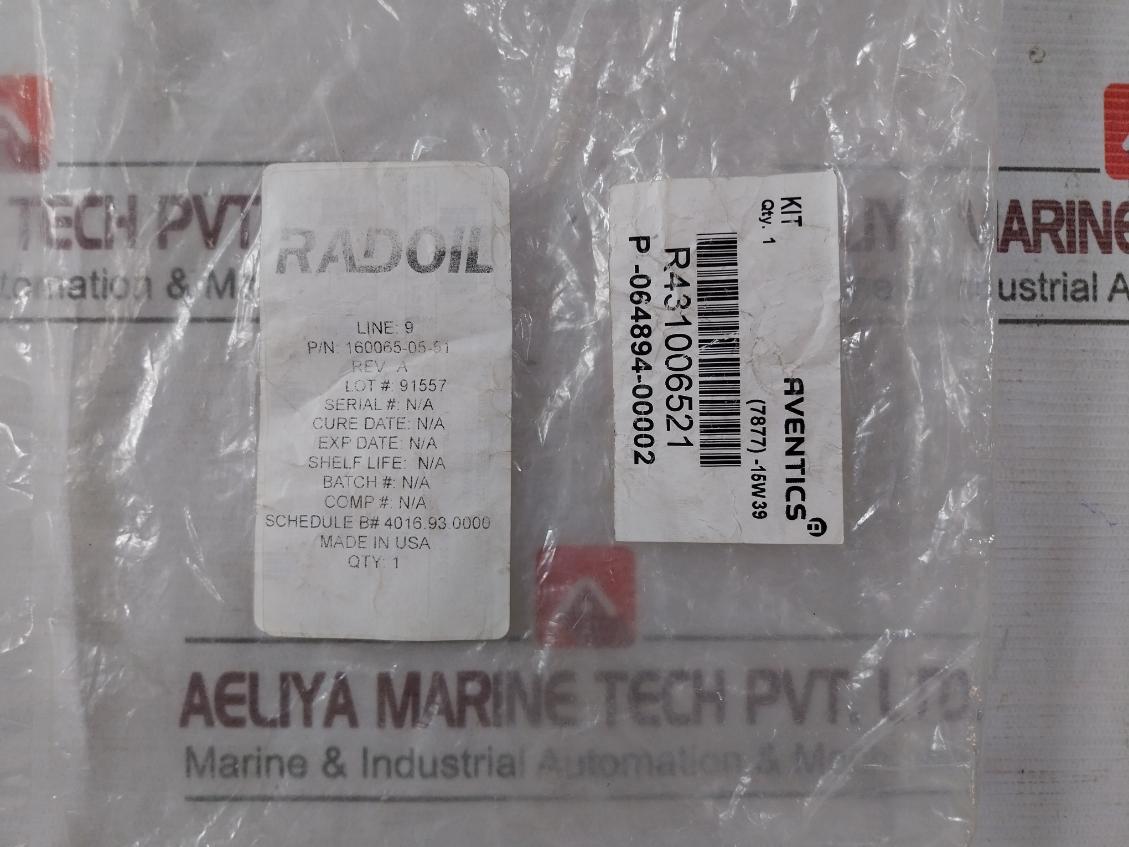 RADOIL
LINE: 9
P/N: 160065-05-51
REV: A
LOT #: 91557
SERIAL #: N/A
CURE DATE: N/A
EXP DATE: N/A
SHELF LIFE: N/A
BATCH #: N/A
COMP #: N/A
SCHEDULE B# 4016.93.0000
MADE IN USA
QTY: 1
KIT
Qty. 1
AVENTICS
(7877) -15W39
R431006521
P -064894-00002
TECH PVT.
tomation & M
MARINE
ustrial A
AELIYA MARINE TECH PVT. LTD
Marine & Industrial Automation & M